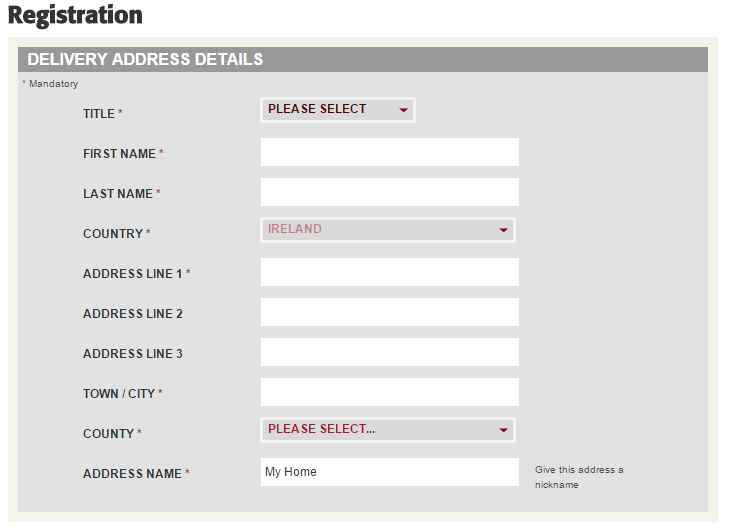 Registration
DELIVERY ADDRESS DETAILS
* Mandatory
TITLE * PLEASE SELECT
FIRST NAME *
LAST NAME *
COUNTRY * IRELAND
ADDRESS LINE 1 *
ADDRESS LINE 2
ADDRESS LINE 3
TOWN / CITY *
COUNTY * PLEASE SELECT...
ADDRESS NAME * My Home Give this address a
nickname